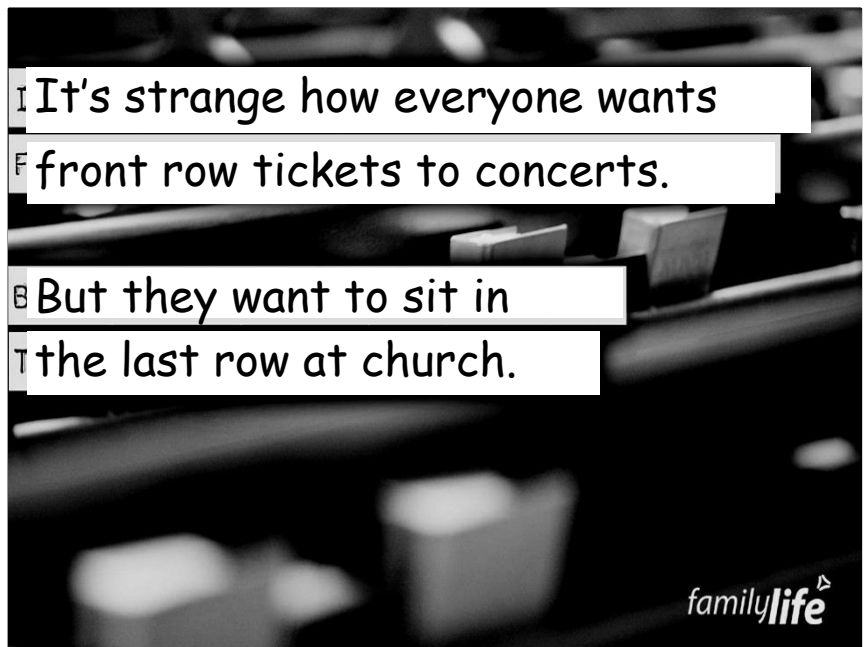 It's strange how everyone wants
front row tickets to concerts.
But they want to sit in
the last row at church.
familylife